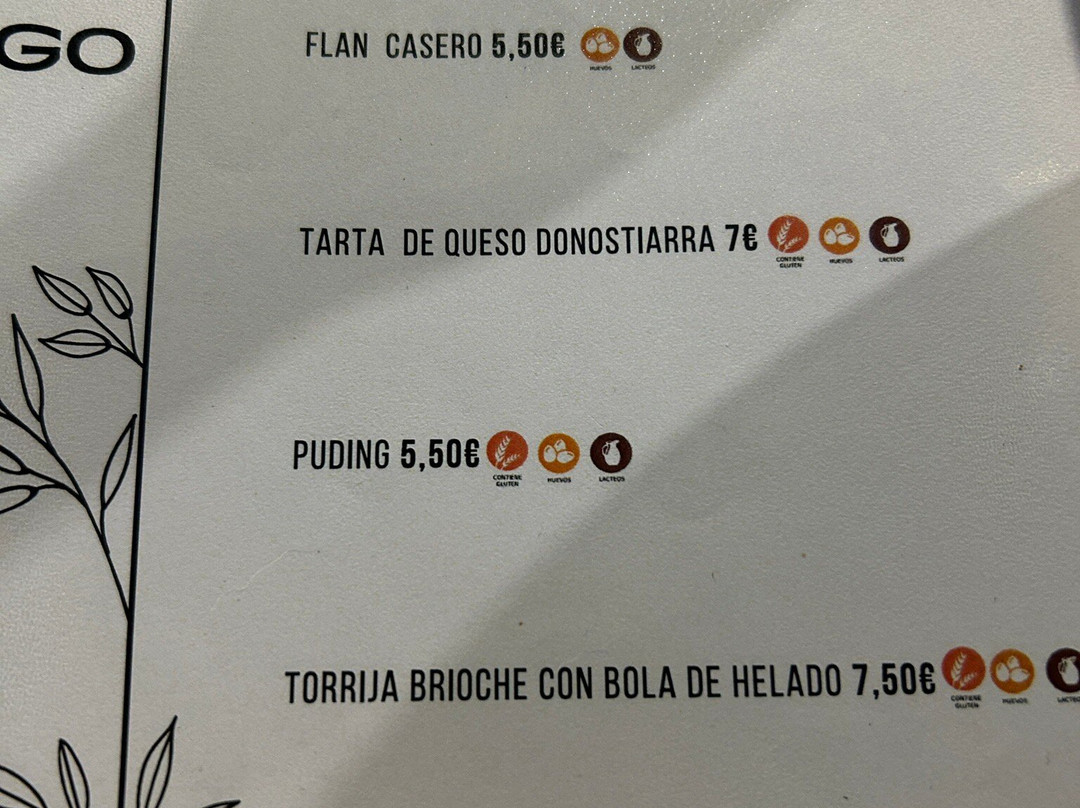 GO
FLAN CASERO 5,50€
HUEVOS LACTEOS
TARTA DE QUESO DONOSTIARRA 7€
CONTIENE GLUTEN HUEVOS LACTEOS
PUDING 5,50€
CONTIENE GLUTEN HUEVOS LACTEOS
TORRIJA BRIOCHE CON BOLA DE HELADO 7,50€
CONTIENE GLUTEN HUEVOS LACTEO